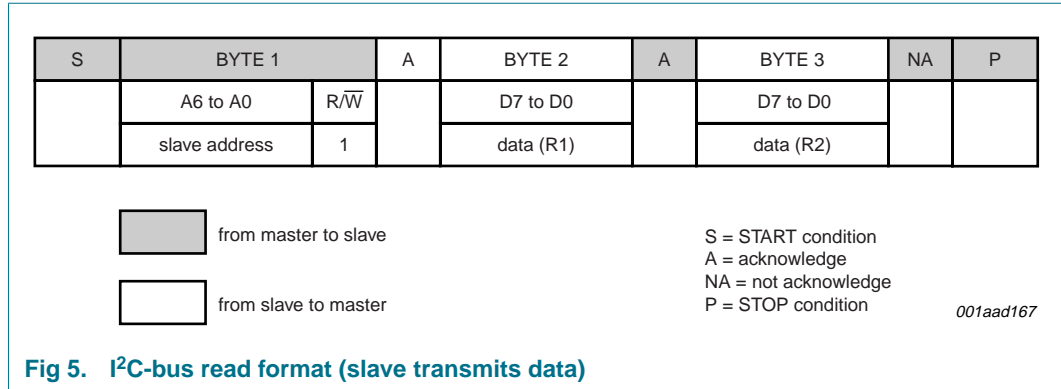 S BYTE 1 A BYTE 2 A BYTE 3 NA P
A6 to A0 R/W̅ D7 to D0 D7 to D0
slave address 1 data (R1) data (R2)
from master to slave
from slave to master
S = START condition
A = acknowledge
NA = not acknowledge
P = STOP condition
001aad167
Fig 5. I²C-bus read format (slave transmits data)